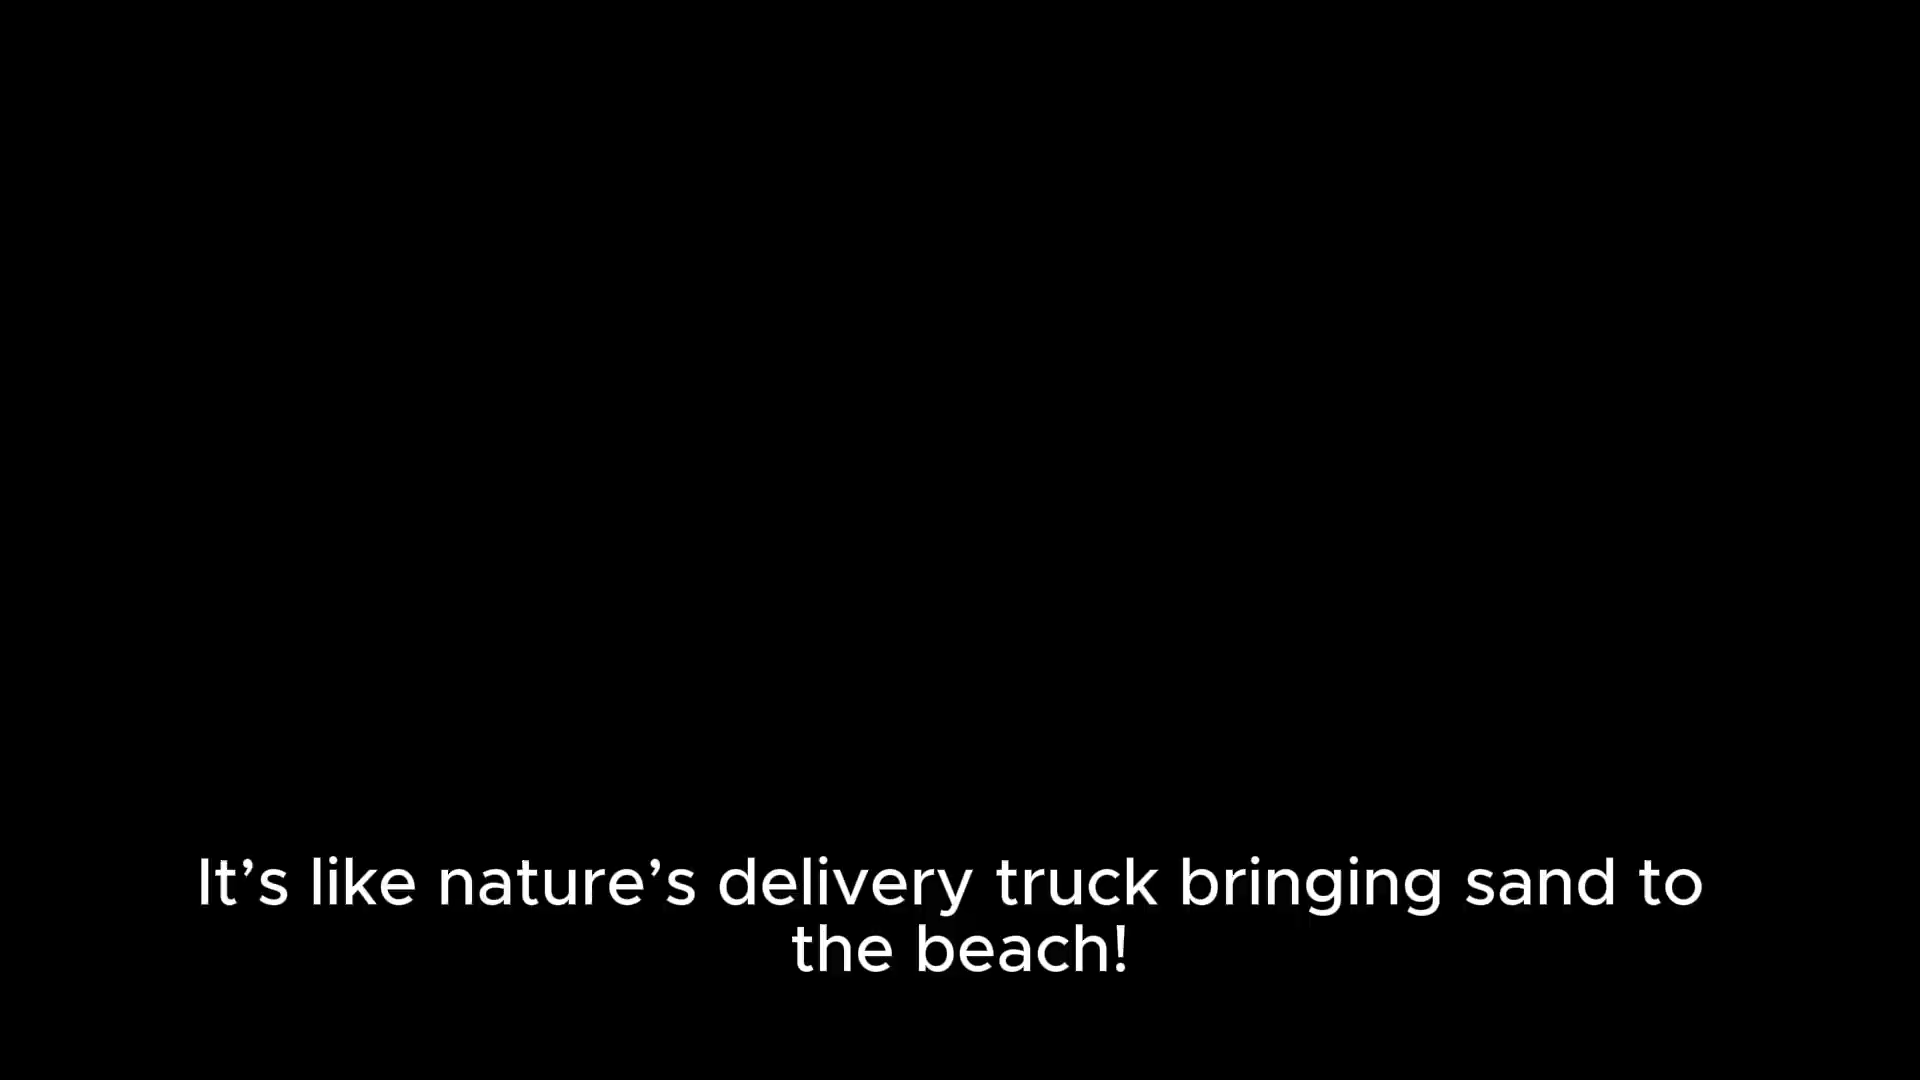 It’s like nature’s delivery truck bringing sand to
the beach!